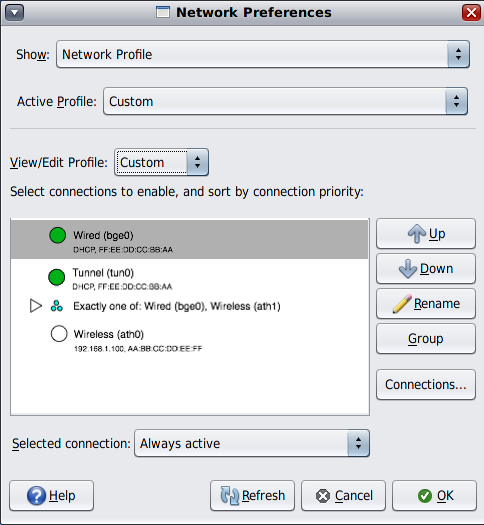 Network Preferences
Show: Network Profile
Active Profile: Custom
View/Edit Profile: Custom
Select connections to enable, and sort by connection priority:
Wired (bge0)
DHCP, FF:EE:DD:CC:BB:AA
Up
Tunnel (tun0)
DHCP, FF:EE:DD:CC:BB:AA
Down
Exactly one of: Wired (bge0), Wireless (ath1)
Rename
Wireless (ath0)
192.168.1.100, AA:BB:CC:DD:EE:FF
Group
Connections...
Selected connection: Always active
Help
Refresh
Cancel
OK